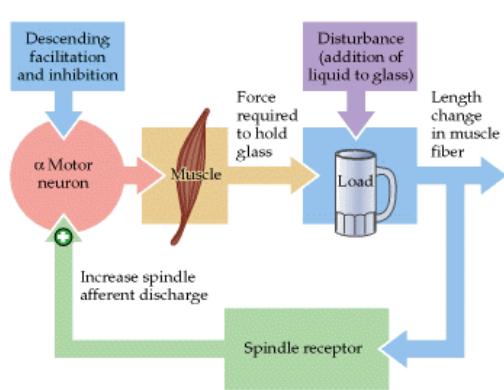 Descending
facilitation
and inhibition
Disturbance
(addition of
liquid to glass)
Force
required
to hold
glass
Length
change
in muscle
fiber
α Motor
neuron
Muscle
Load
Increase spindle
afferent discharge
Spindle receptor